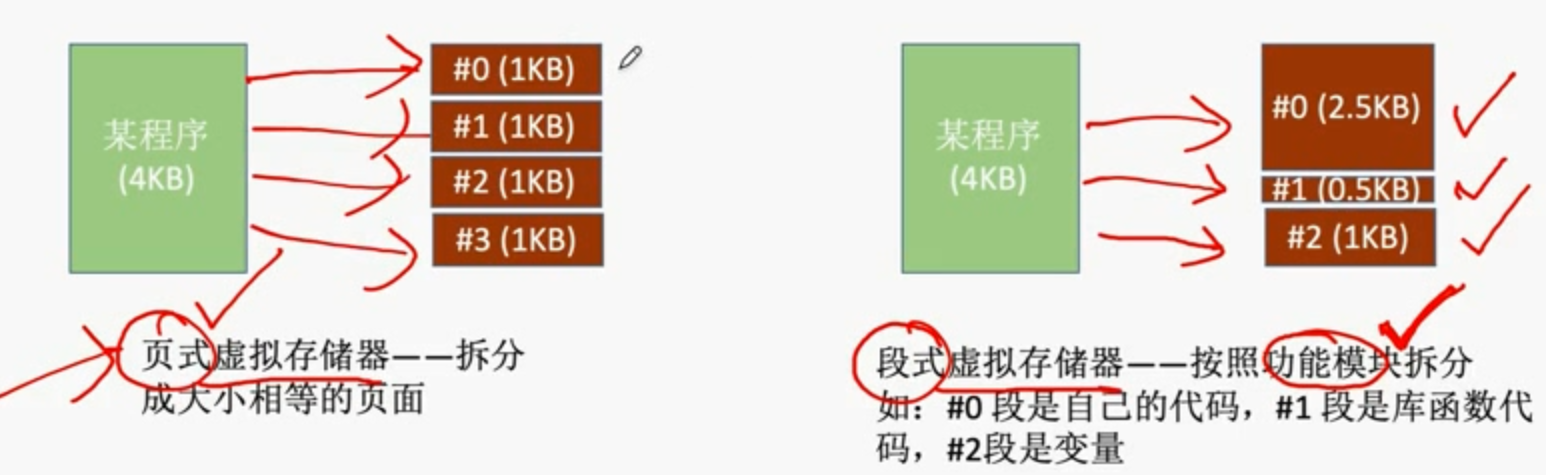 某程序
(4KB)
#0 (1KB)
#1 (1KB)
#2 (1KB)
#3 (1KB)
页式虚拟存储器——拆分
成大小相等的页面
某程序
(4KB)
#0 (2.5KB)
#1 (0.5KB)
#2 (1KB)
段式虚拟存储器——按照功能模块拆分
如：#0 段是自己的代码，#1 段是库函数代
码，#2段是变量